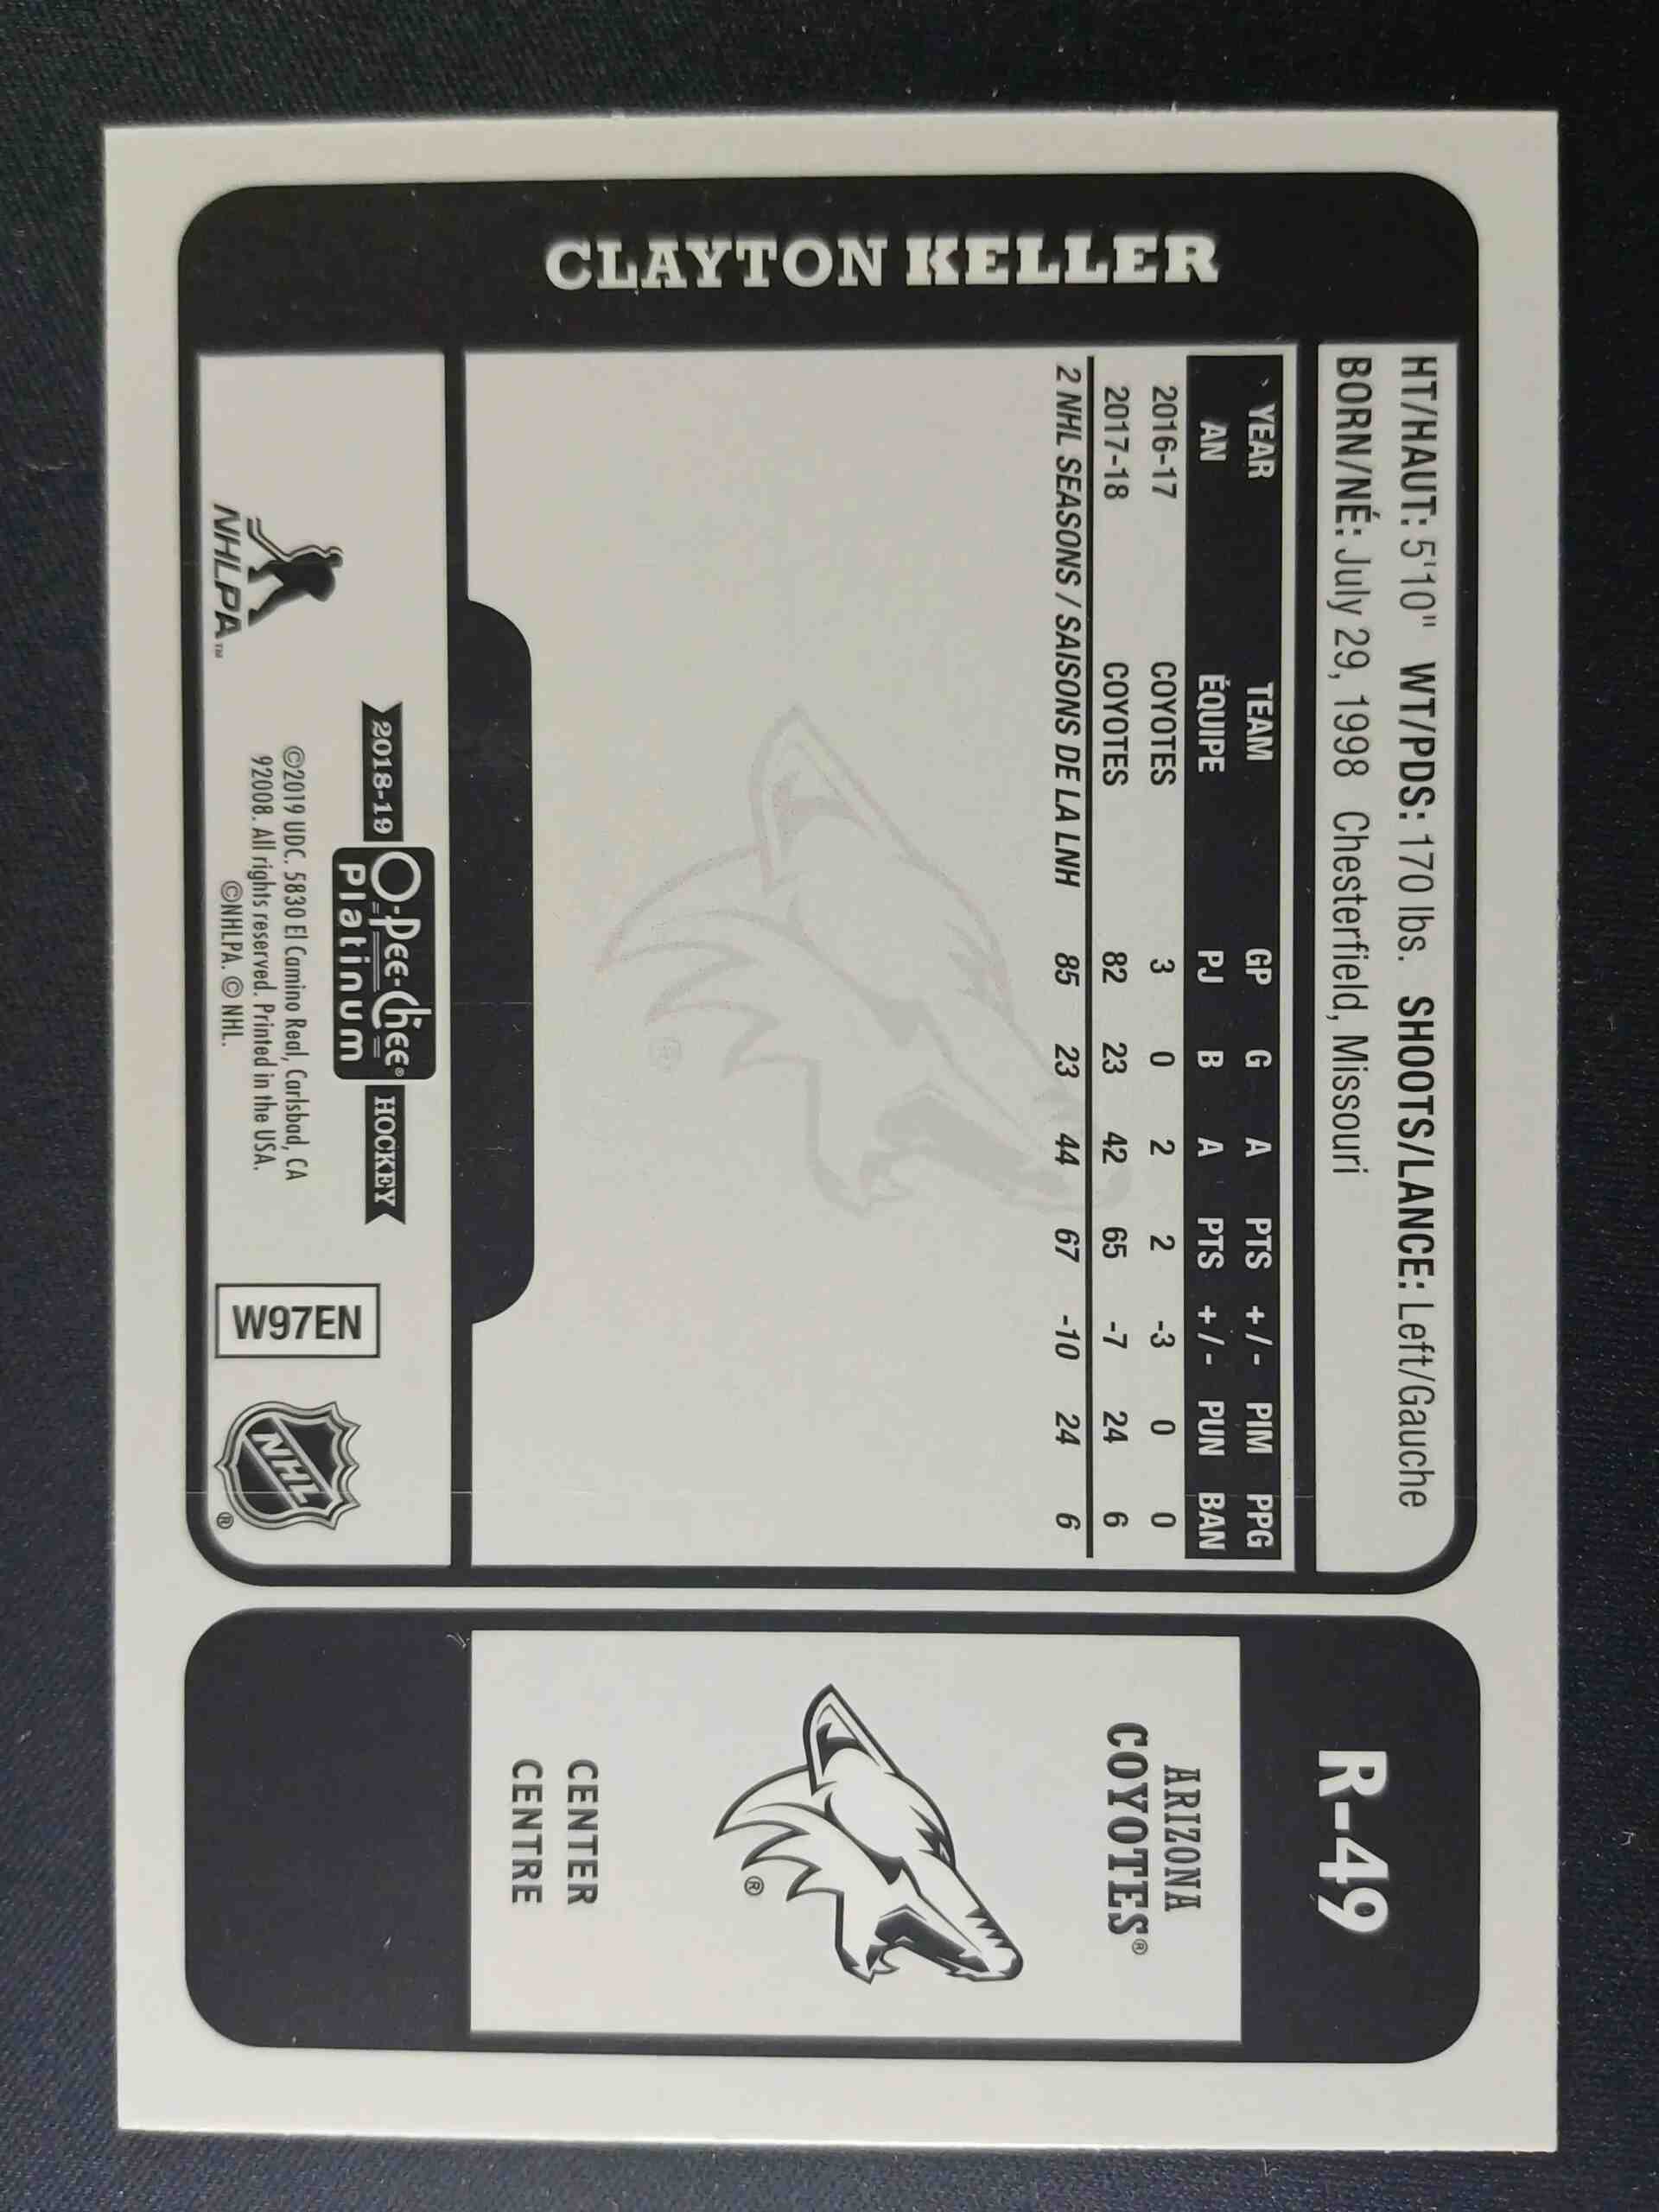 CLAYTON KELLER
HT/HAUT: 5'10" WT/PDS: 170 lbs. SHOOTS/LANCE: Left/Gauche
BORN/NÉ: July 29, 1998 Chesterfield, Missouri
YEAR TEAM GP G A PTS +/- PIM PPG
AN ÉQUIPE PJ B A PTS +/- PUN BAN
2016-17 COYOTES 3 0 2 2 -3 0 0
2017-18 COYOTES 82 23 42 65 -7 24 6
2 NHL SEASONS / SAISONS DE LA LNH 85 23 44 67 -10 24 6
®
NHLPA™
2018-19 O-Pee-Chee® Platinum HOCKEY
©2019 UDC. 5830 El Camino Real, Carlsbad, CA
92008. All rights reserved. Printed in the USA.
©NHLPA. © NHL.
W97EN
NHL ®
R-49
ARIZONA
COYOTES®
®
CENTER
CENTRE